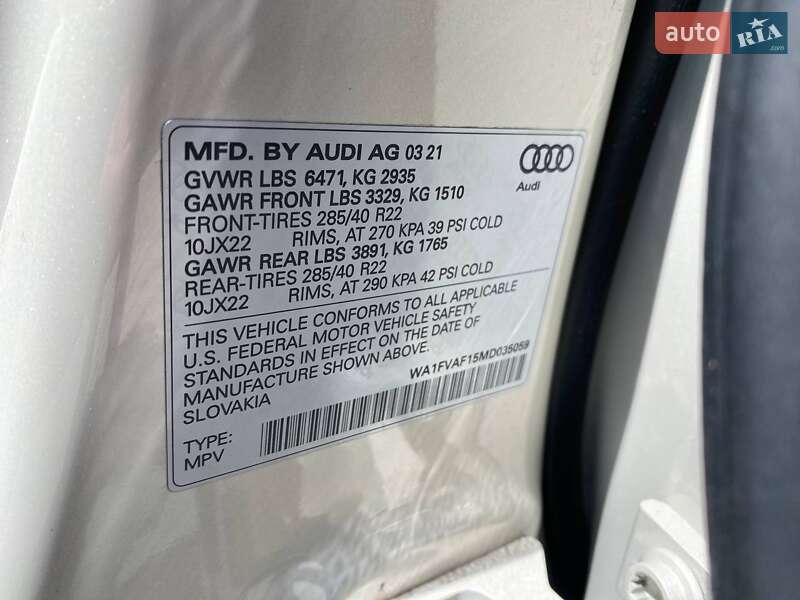 auto RIA .com
MFD. BY AUDI AG 03 21
Audi
GVWR LBS 6471, KG 2935
GAWR FRONT LBS 3329, KG 1510
FRONT-TIRES 285/40 R22
10JX22 RIMS, AT 270 KPA 39 PSI COLD
GAWR REAR LBS 3891, KG 1765
REAR-TIRES 285/40 R22
10JX22 RIMS, AT 290 KPA 42 PSI COLD
THIS VEHICLE CONFORMS TO ALL APPLICABLE
U.S. FEDERAL MOTOR VEHICLE SAFETY
STANDARDS IN EFFECT ON THE DATE OF
MANUFACTURE SHOWN ABOVE.
SLOVAKIA
WA1FVAF15MD035059
TYPE:
MPV